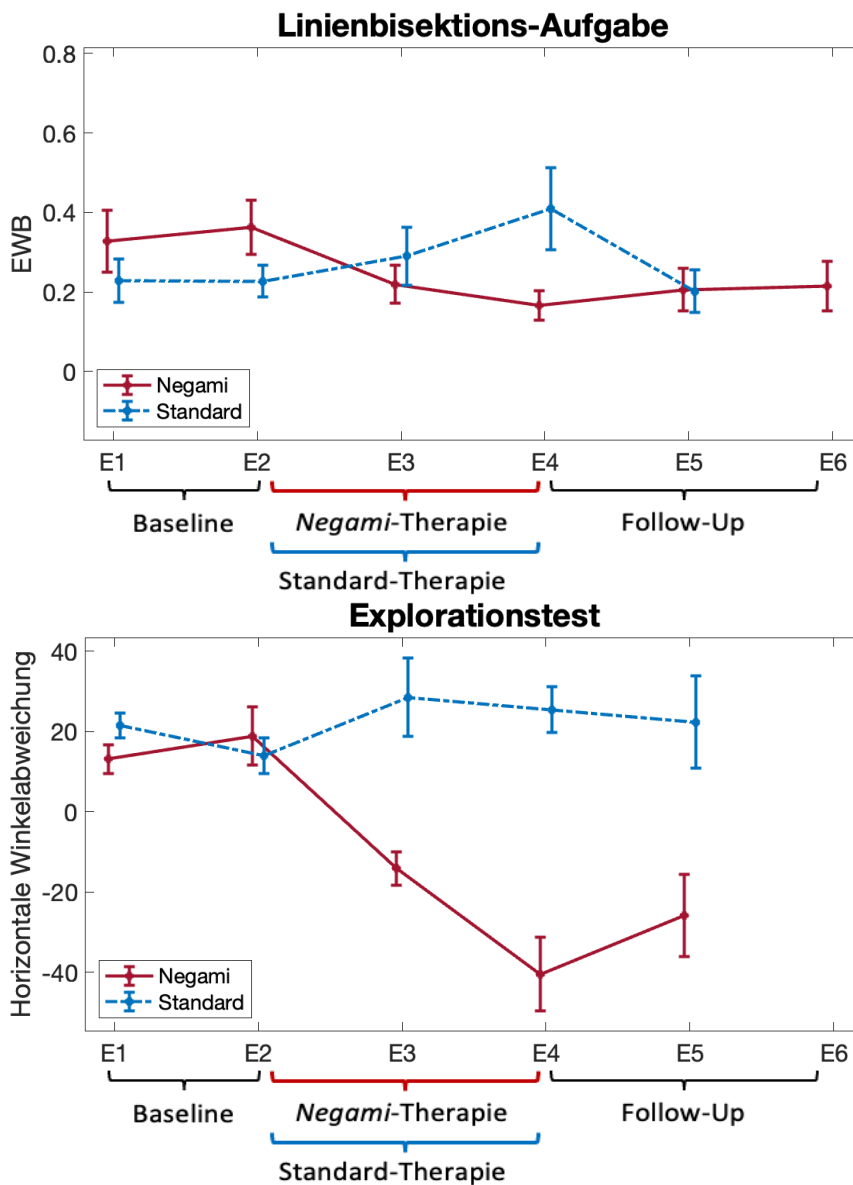 Linienbisektions-Aufgabe
0.8
0.6
0.4
0.2
0
EWB
Negami
Standard
E1 E2 E3 E4 E5 E6
Baseline Negami-Therapie Follow-Up
Standard-Therapie
Explorationstest
40
20
0
-20
-40
Horizontale Winkelabweichung
Negami
Standard
E1 E2 E3 E4 E5 E6
Baseline Negami-Therapie Follow-Up
Standard-Therapie